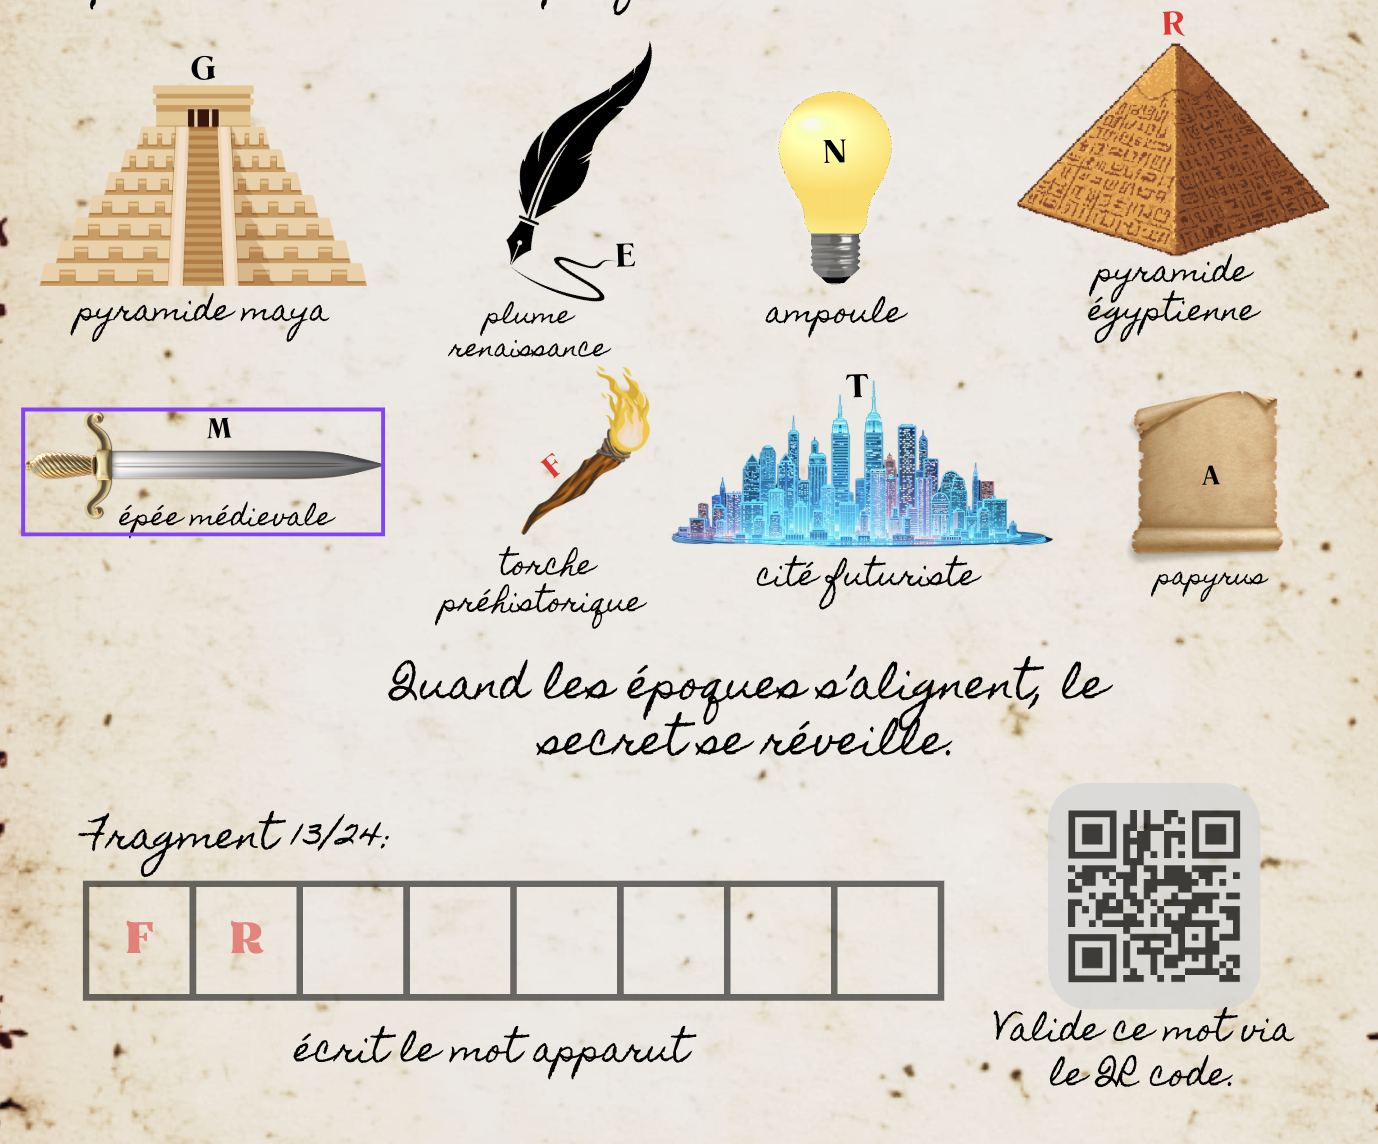 G
pyramide maya
E
plume
renaissance
N
ampoule
R
pyramide
égyptienne
M
épée médievale
F
torche
préhistorique
T
cité futuriste
A
papyrus
Quand les époques s'alignent, le
secret se réveille.
Fragment 13/24:
F R
écrit le mot apparut
Valide ce mot via
le QR code.